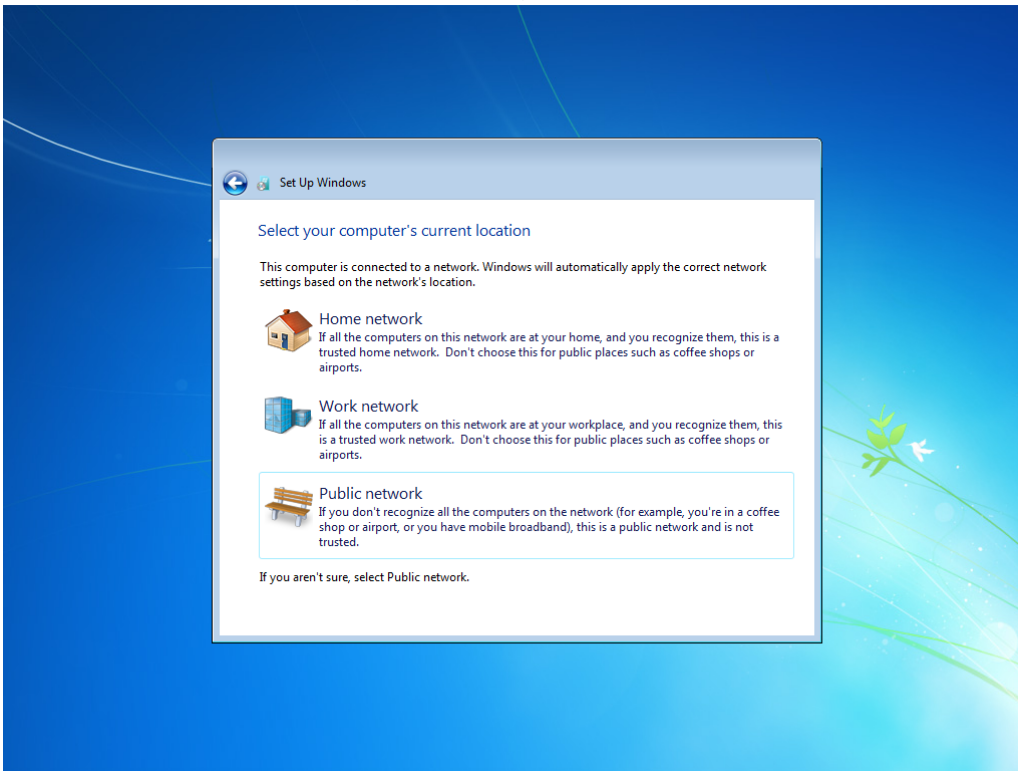 Set Up Windows
Select your computer's current location
This computer is connected to a network. Windows will automatically apply the correct network
settings based on the network's location.
Home network
If all the computers on this network are at your home, and you recognize them, this is a
trusted home network.  Don't choose this for public places such as coffee shops or
airports.
Work network
If all the computers on this network are at your workplace, and you recognize them, this
is a trusted work network.  Don't choose this for public places such as coffee shops or
airports.
Public network
If you don't recognize all the computers on the network (for example, you're in a coffee
shop or airport, or you have mobile broadband), this is a public network and is not
trusted.
If you aren't sure, select Public network.